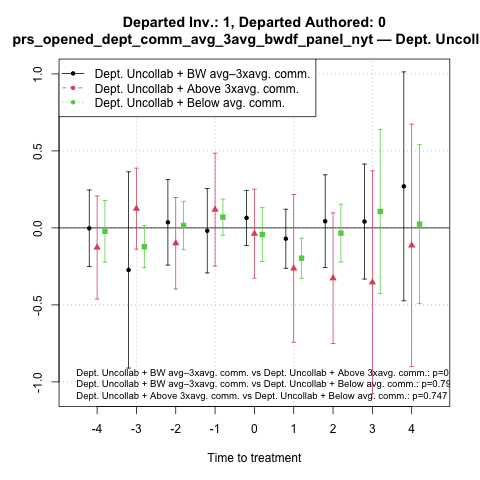 Departed Inv.: 1, Departed Authored: 0
prs_opened_dept_comm_avg_3avg_bwdf_panel_nyt — Dept. Uncoll
Dept. Uncollab + BW avg–3xavg. comm.
Dept. Uncollab + Above 3xavg. comm.
Dept. Uncollab + Below avg. comm.
1.0
0.5
0.0
-0.5
-1.0
Dept. Uncollab + BW avg–3xavg. comm. vs Dept. Uncollab + Above 3xavg. comm.: p=0
Dept. Uncollab + BW avg–3xavg. comm. vs Dept. Uncollab + Below avg. comm.: p=0.79
Dept. Uncollab + Above 3xavg. comm. vs Dept. Uncollab + Below avg. comm.: p=0.747
-4 -3 -2 -1 0 1 2 3 4
Time to treatment